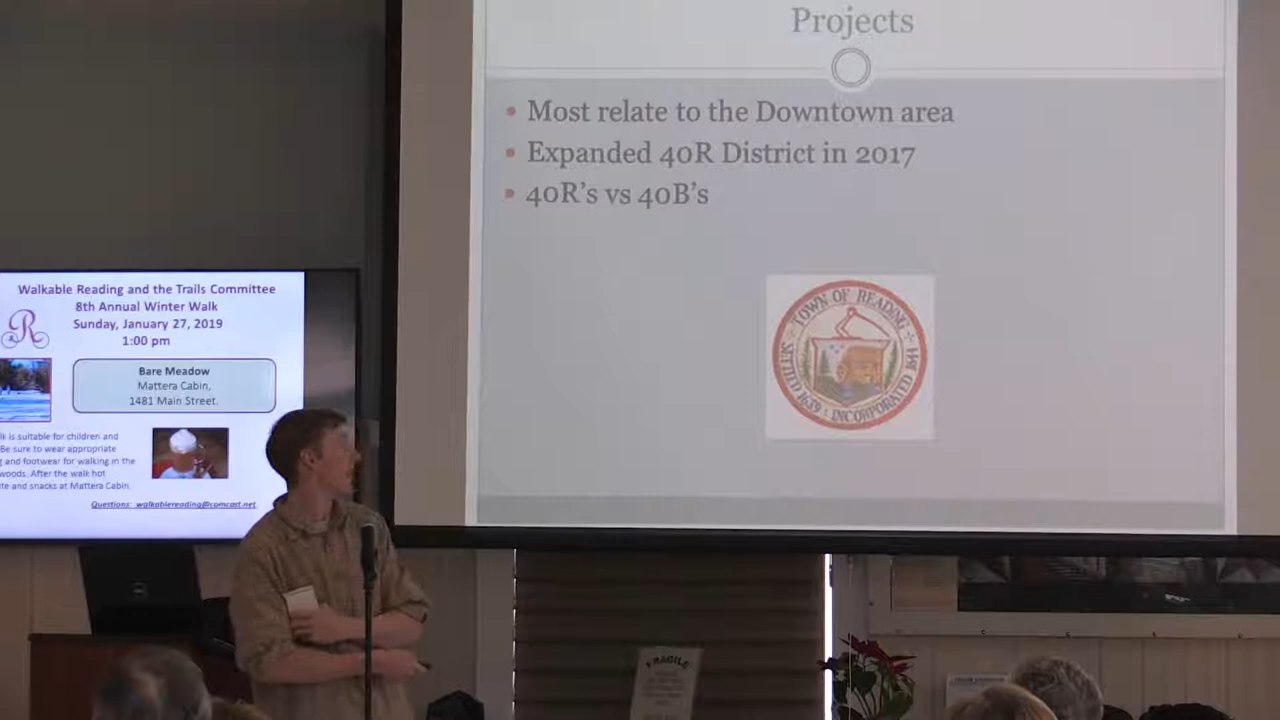 Projects
• Most relate to the Downtown area
• Expanded 40R District in 2017
• 40R's vs 40B's
TOWN OF READING
SETTLED 1639 : INCORPORATED 1644
Walkable Reading and the Trails Committee
8th Annual Winter Walk
Sunday, January 27, 2019
1:00 pm
R
Bare Meadow
Mattera Cabin,
1481 Main Street.
is suitable for children and
Be sure to wear appropriate
and footwear for walking in the
woods. After the walk hot
and snacks at Mattera Cabin.
Questions: walkablereading@comcast.net
FRAGILE